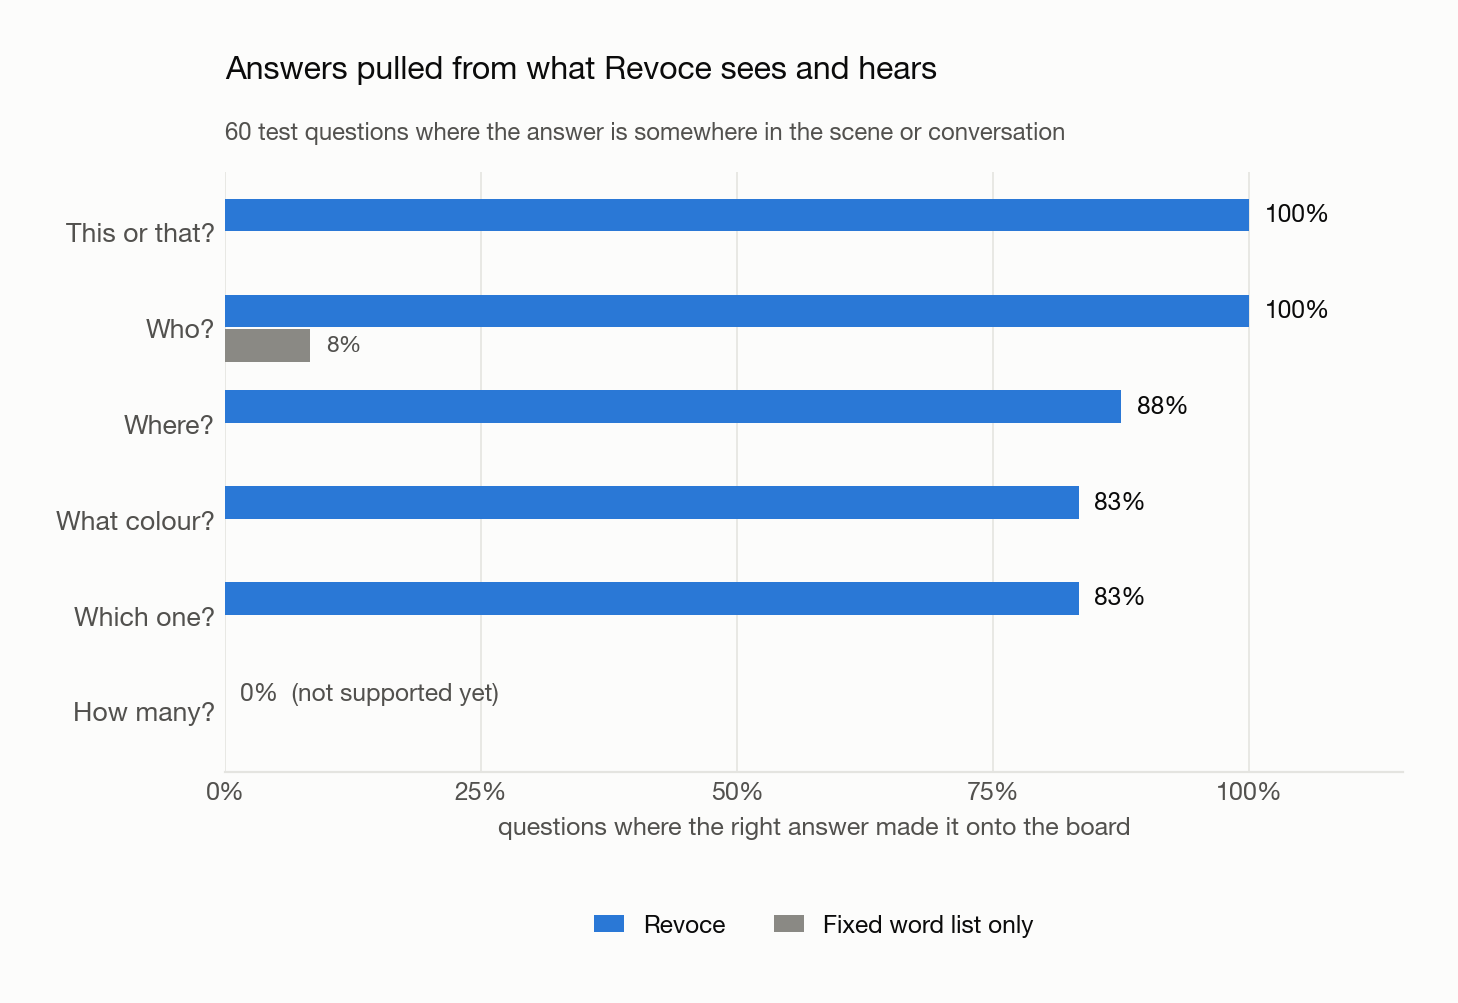 Answers pulled from what Revoce sees and hears
60 test questions where the answer is somewhere in the scene or conversation
This or that?
100%
Who?
100%
8%
Where?
88%
What colour?
83%
Which one?
83%
How many?
0% (not supported yet)
0% 25% 50% 75% 100%
questions where the right answer made it onto the board
Revoce Fixed word list only